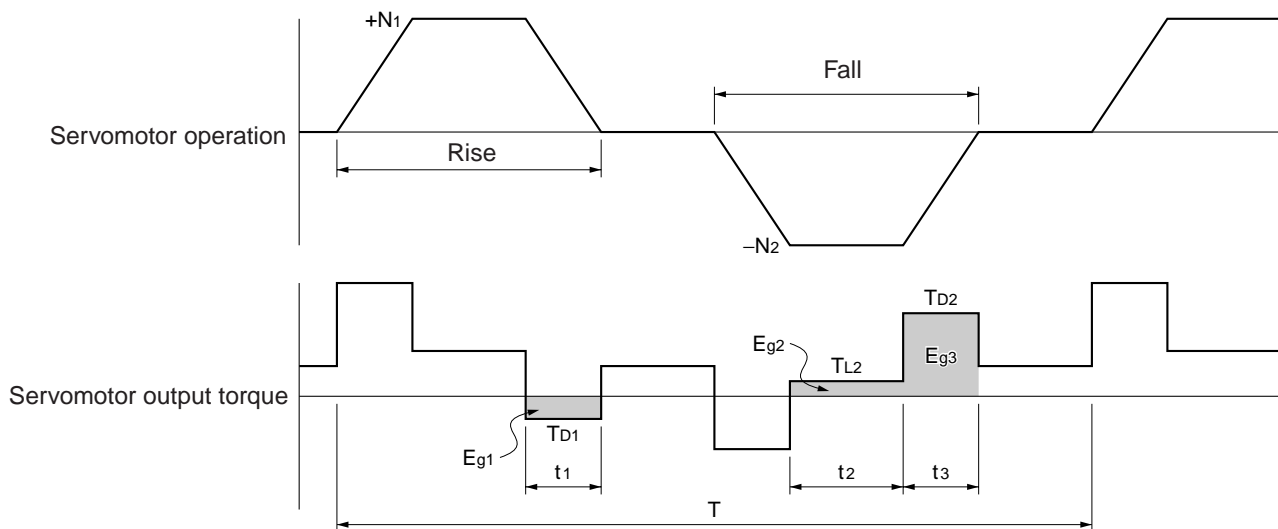 +N1
Fall
Servomotor operation
Rise
–N2
TD2
Eg2
TL2
Eg3
Servomotor output torque
TD1
Eg1
t1
t2
t3
T